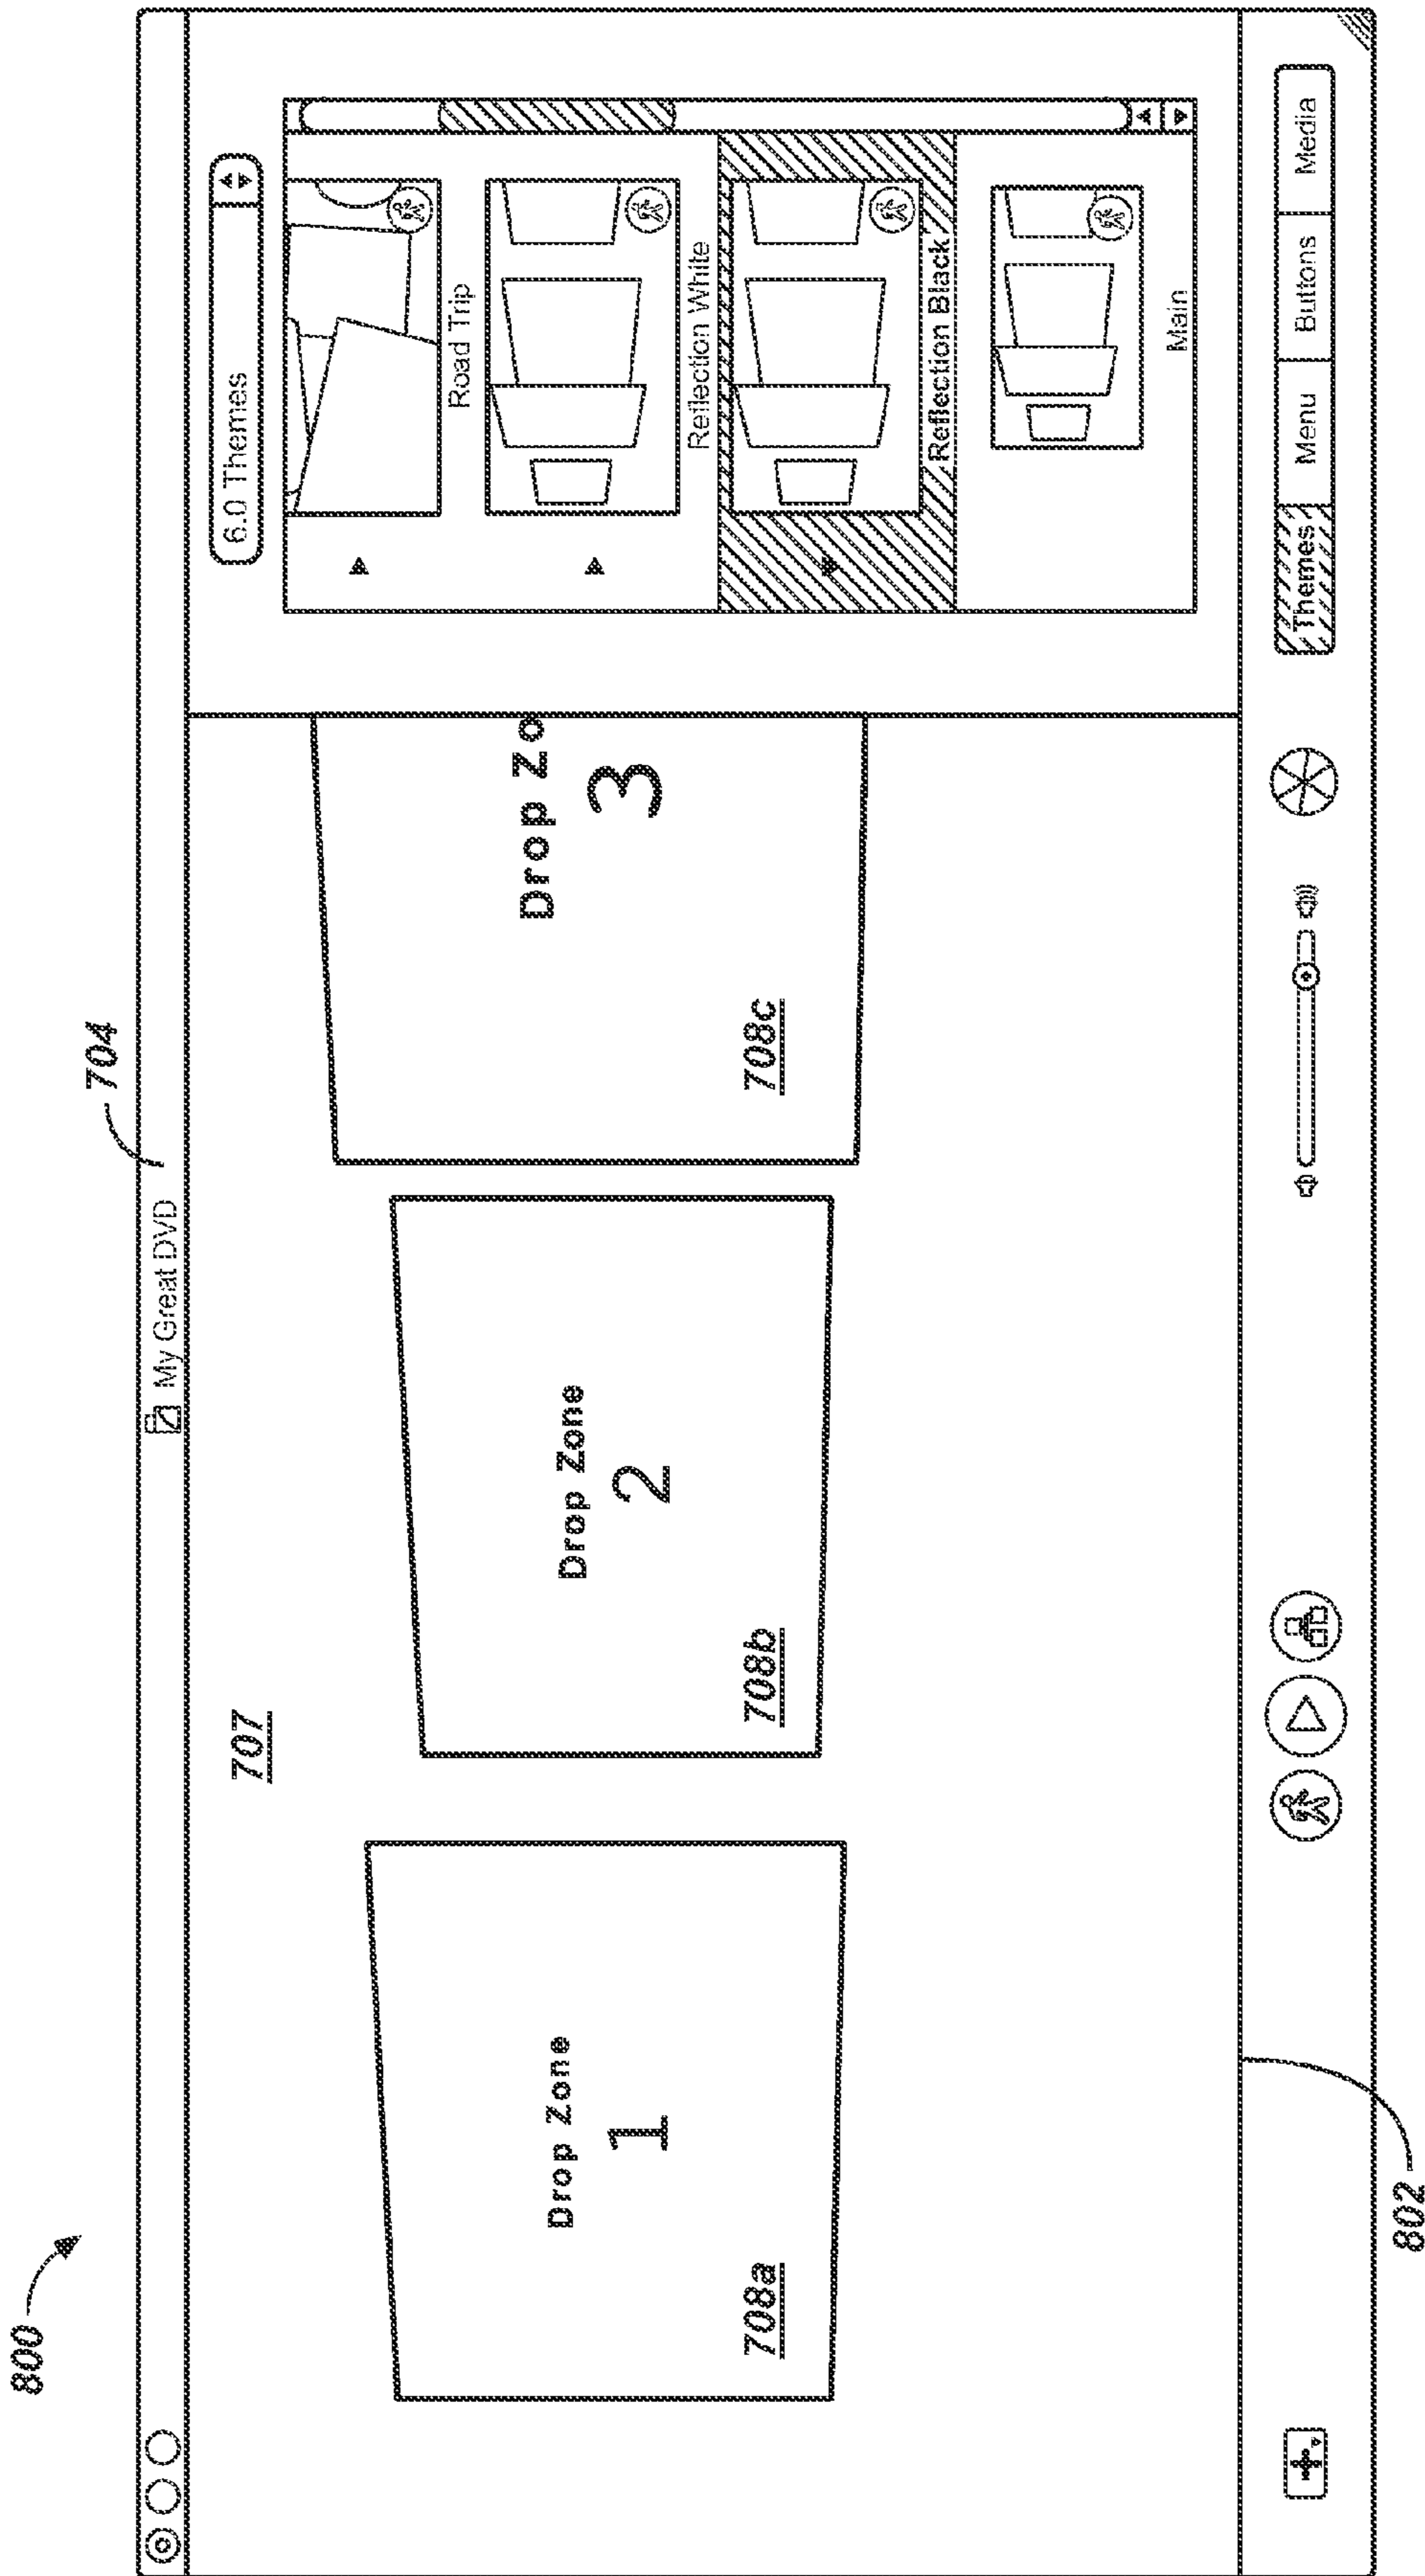 800
704
My Great DVD
707
6.0 Themes
Drop Zone
1
708a
Drop Zone
2
708b
Drop Zo
3
708c
Road Trip
Reflection White
Reflection Black
Main
Themes
Menu
Buttons
Media
802